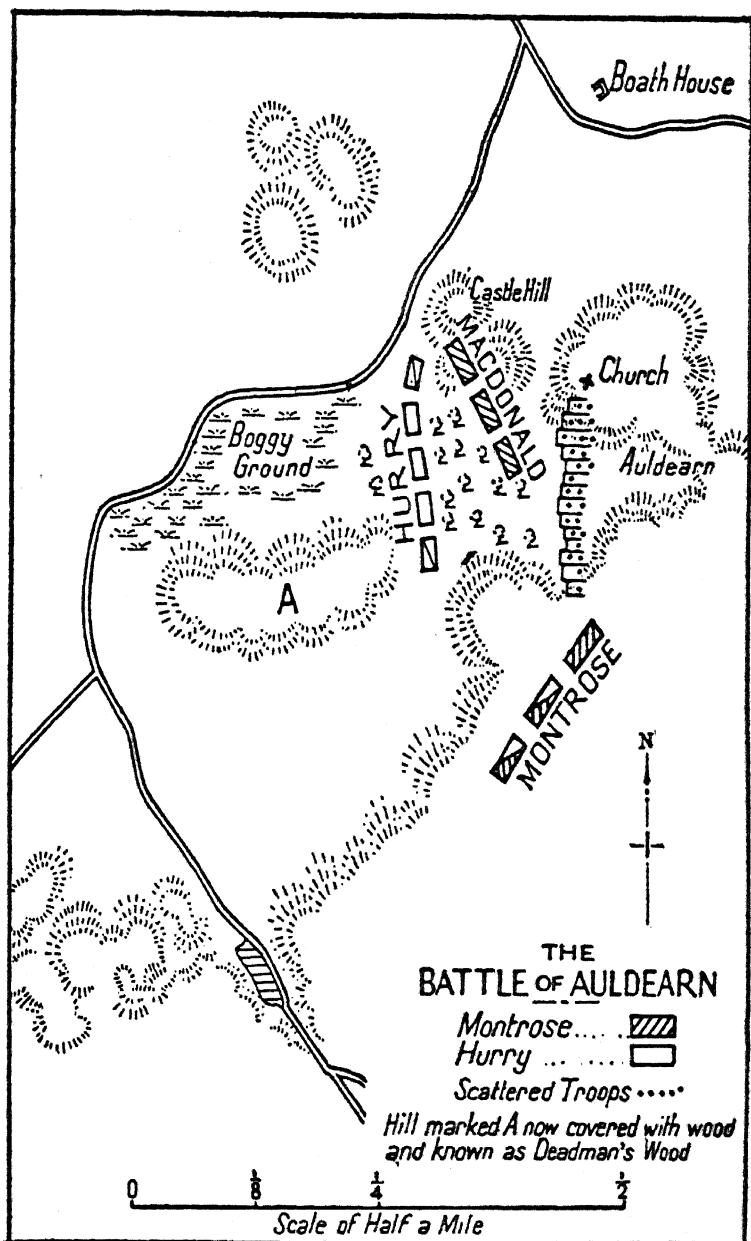 Boath House
Castle Hill
MACDONALD
Church
HURRY
Boggy
Ground
Auldearn
A
MONTROSE
N
THE
BATTLE OF AULDEARN
Montrose....
Hurry ... ......
Scattered Troops .....
Hill marked A now covered with wood
and known as Deadman's Wood
0 1/8 1/4 1/2
Scale of Half a Mile